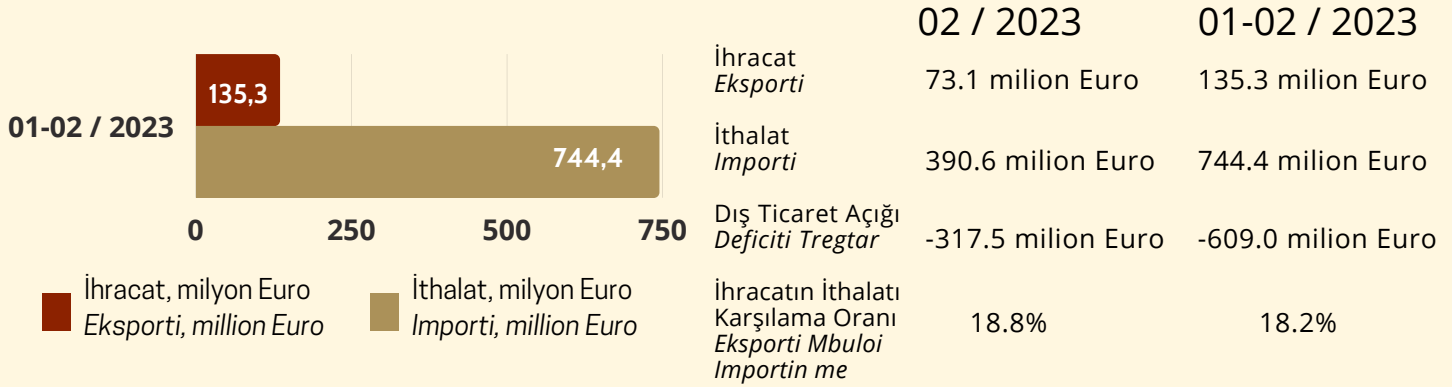 135,3
01-02 / 2023
744,4
0 250 500 750
İhracat, milyon Euro
Eksporti, million Euro
İthalat, milyon Euro
Importi, million Euro
02 / 2023 01-02 / 2023
İhracat
Eksporti
73.1 milion Euro 135.3 milion Euro
İthalat
Importi
390.6 milion Euro 744.4 milion Euro
Dış Ticaret Açığı
Deficiti Tregtar
-317.5 milion Euro -609.0 milion Euro
İhracatın İthalatı
Karşılama Oranı
Eksporti Mbuloi
Importin me
18.8% 18.2%